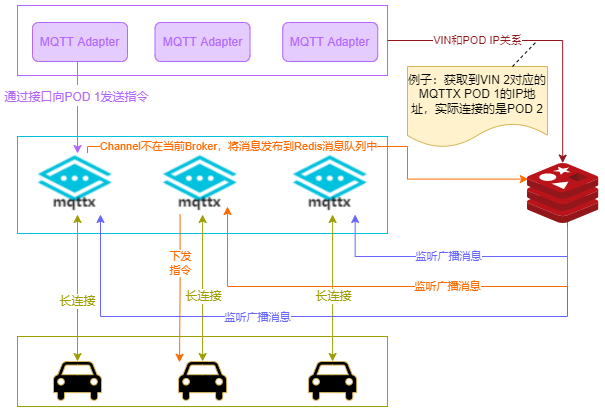 MQTT Adapter
MQTT Adapter
MQTT Adapter
VIN和POD IP关系
例子：获取到VIN 2对应的
MQTTX POD 1的IP地
址，实际连接的是POD 2
通过接口向POD 1发送指令
Channel不在当前Broker，将消息发布到Redis消息队列中
mqttx
mqttx
mqttx
下发
指令
监听广播消息
监听广播消息
监听广播消息
长连接
长连接
长连接